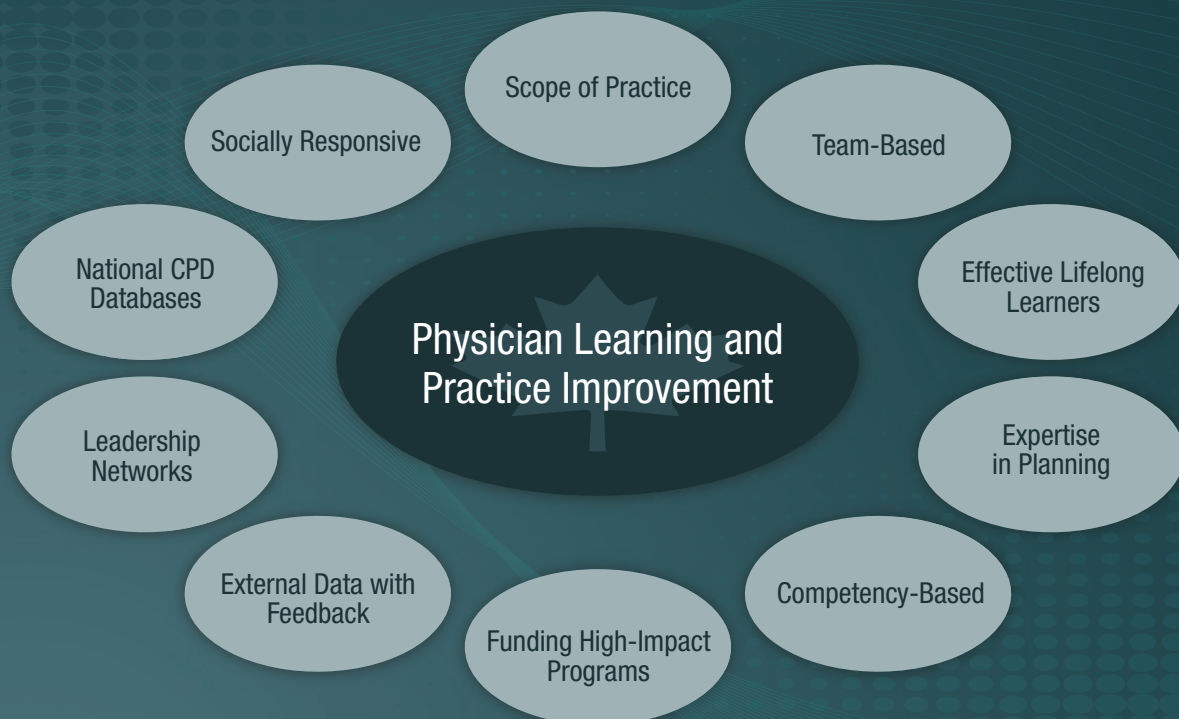 Scope of Practice
Socially Responsive
Team-Based
National CPD
Databases
Effective Lifelong
Learners
Physician Learning and
Practice Improvement
Leadership
Networks
Expertise
in Planning
External Data with
Feedback
Competency-Based
Funding High-Impact
Programs